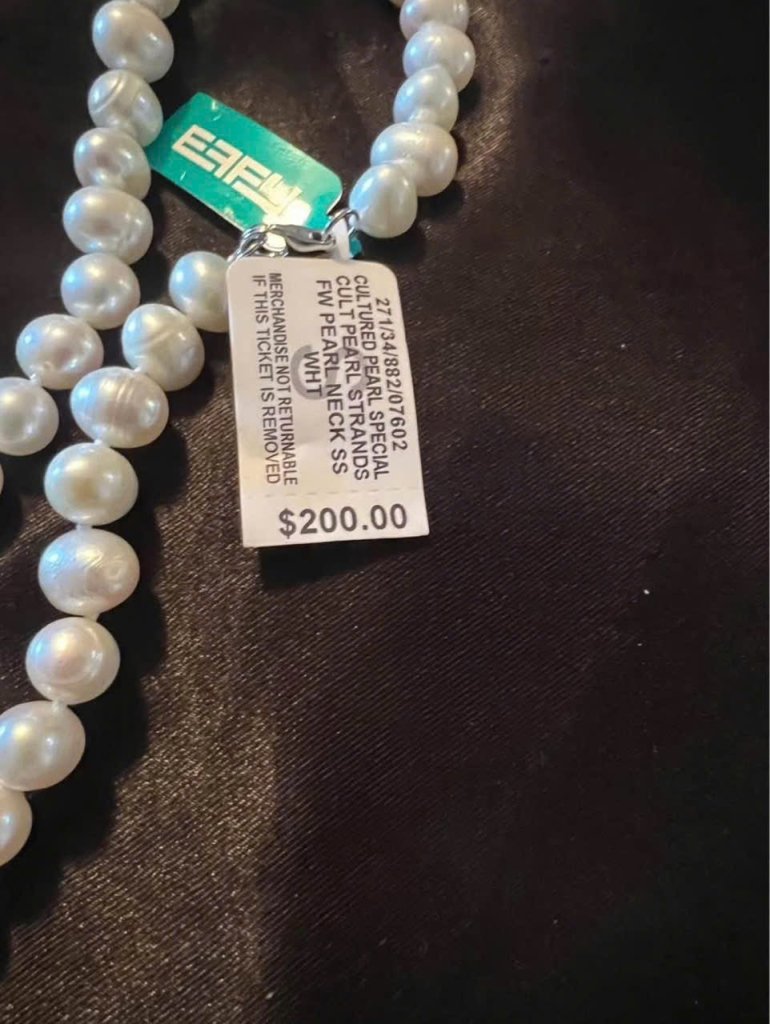 EFFY
271/34/882/07602
CULTURED PEARL SPECIAL
CULT PEARL STRANDS
FW PEARL NECK SS
WHT
MERCHANDISE NOT RETURNABLE
IF THIS TICKET IS REMOVED
$200.00